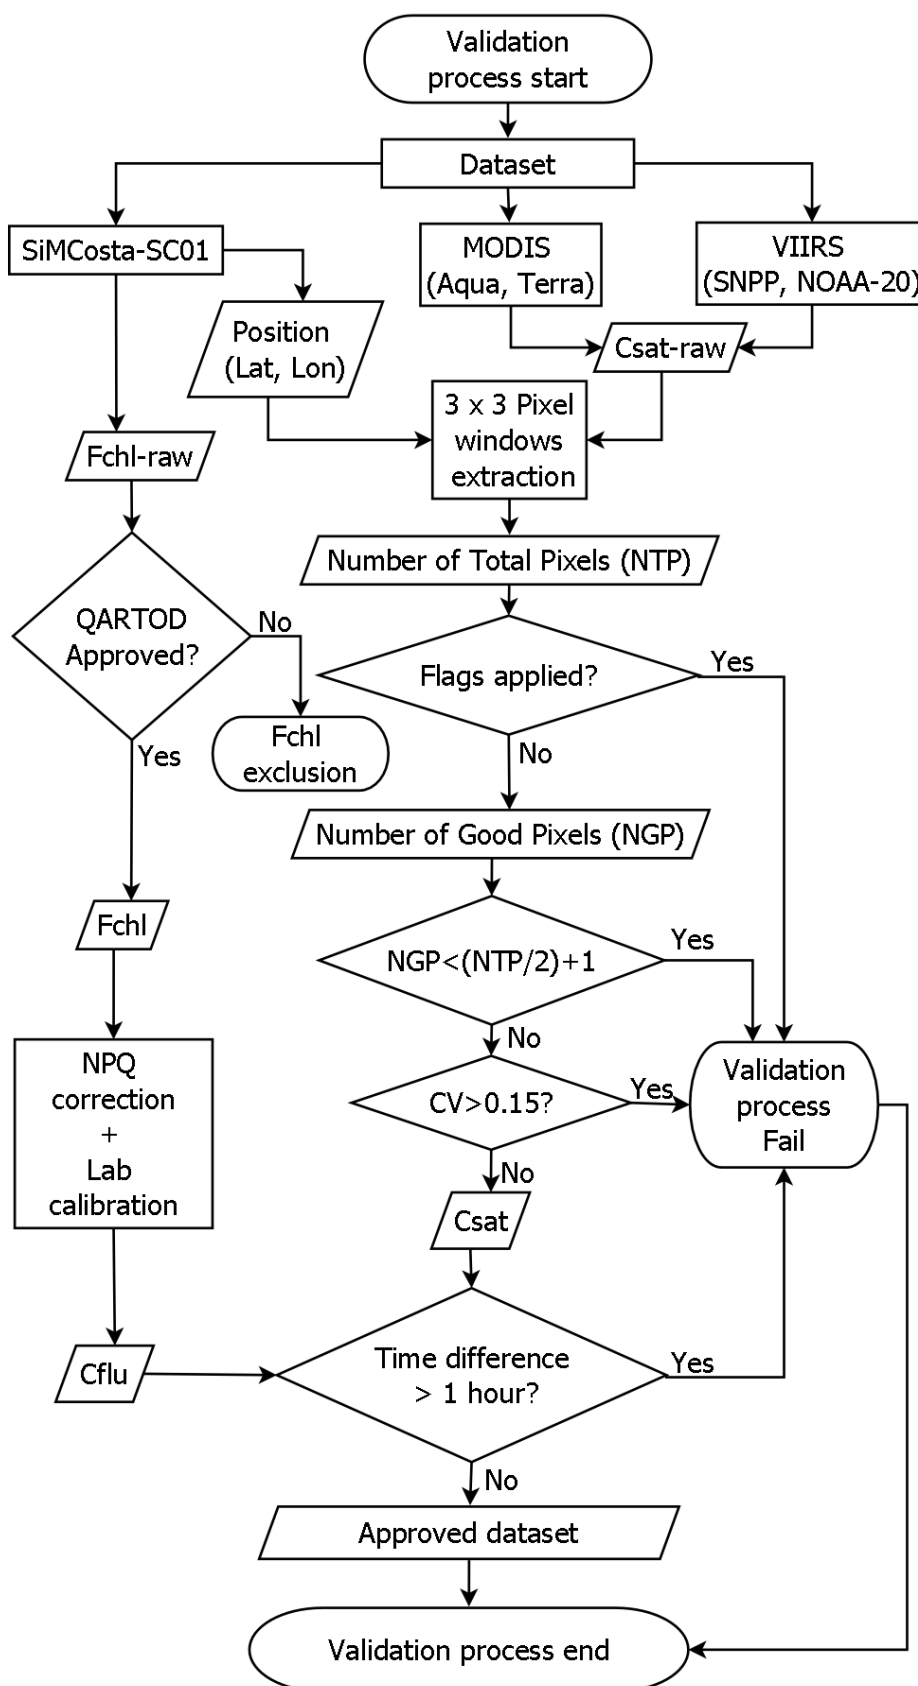 Validation
process start
Dataset
SiMCosta-SC01
MODIS
(Aqua, Terra)
VIIRS
(SNPP, NOAA-20)
Position
(Lat, Lon)
Csat-raw
3 x 3 Pixel
windows
extraction
Fchl-raw
Number of Total Pixels (NTP)
QARTOD
Approved?
No
Flags applied?
Yes
Fchl
exclusion
Yes
No
Number of Good Pixels (NGP)
Fchl
NGP<(NTP/2)+1
Yes
No
NPQ
correction
+
Lab
calibration
CV>0.15?
Yes
Validation
process
Fail
No
Csat
Cflu
Time difference
> 1 hour?
Yes
No
Approved dataset
Validation process end